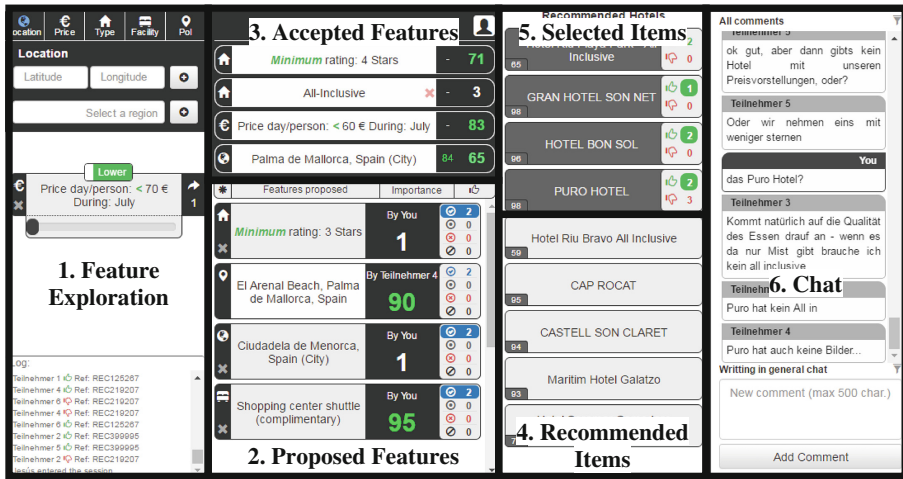 ocation
Price
Type
Facility
PoI
Location
Latitude
Longitude
Select a region
Lower
Price day/person: < 70 €
During: July
1
1. Feature
Exploration
Log:
Teilnehmer 1 Ref: REC125267
Teilnehmer 4 Ref: REC219207
Teilnehmer 6 Ref: REC219207
Teilnehmer 4 Ref: REC219207
Teilnehmer 6 Ref: REC125267
Teilnehmer 2 Ref: REC399995
Teilnehmer 5 Ref: REC399995
Teilnehmer 2 Ref: REC219207
Jesús entered the session
3. Accepted Features
Minimum rating: 4 Stars - 71
All-Inclusive - 3
Price day/person: < 60 € During: July - 83
Palma de Mallorca, Spain (City) 84 65
Features proposed Importance
Minimum rating: 3 Stars
By You
1
2
0
0
0
El Arenal Beach, Palma
de Mallorca, Spain
By Teilnehmer 4
90
2
0
0
0
Ciudadela de Menorca,
Spain (City)
By You
1
2
0
0
0
Shopping center shuttle
(complimentary)
By You
95
2
0
0
0
2. Proposed Features
Recommended Hotels
5. Selected Items
Inclusive
65
2
0
GRAN HOTEL SON NET
98
1
0
HOTEL BON SOL
96
2
0
PURO HOTEL
98
2
3
Hotel Riu Bravo All Inclusive
59
CAP ROCAT
95
CASTELL SON CLARET
94
Maritim Hotel Galatzo
93
4. Recommended
Items
All comments
Teilnehmer 5
ok gut, aber dann gibts kein
Hotel mit unseren
Preisvorstellungen, oder?
Teilnehmer 5
Oder wir nehmen eins mit
weniger sternen
You
das Puro Hotel?
Teilnehmer 3
Kommt natürlich auf die Qualität
des Essen drauf an - wenn es
da nur Mist gibt brauche ich
kein all inclusive
6. Chat
Puro hat kein All in
Teilnehmer 4
Puro hat auch keine Bilder...
Writting in general chat
New comment (max 500 char.)
Add Comment